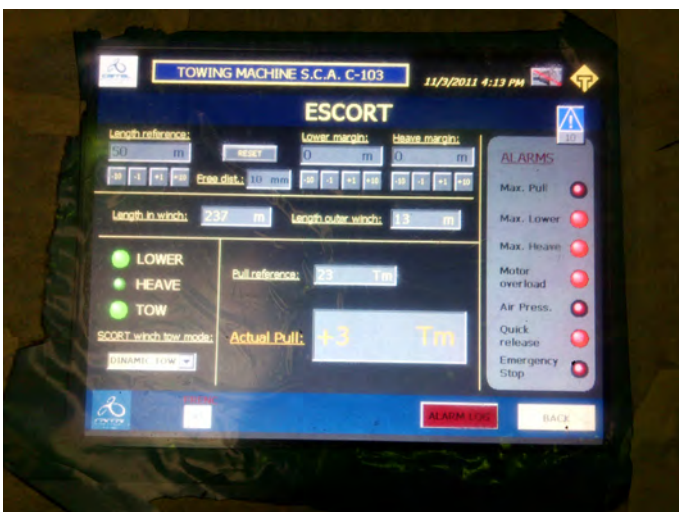 TOWING MACHINE S.C.A. C-103
11/3/2011 4:13 PM
ESCORT
10
Length reference:
Lower margin:
Heave margin:
50 m
RESET
0 m
0 m
-10 -1 +1 +10
Free dist.: 10 mm
-10 -1 +1 +10
-10 -1 +1 +10
Length in winch: 237 m
Length outer winch: 13 m
LOWER
HEAVE
TOW
SCORT winch tow mode:
DINAMIC TOW
Pull reference: 23 Tm
Actual Pull: +3 Tm
ALARMS
Max. Pull
Max. Lower
Max. Heave
Motor
overload
Air Press.
Quick
release
Emergency
Stop
ALARM LOG
BACK